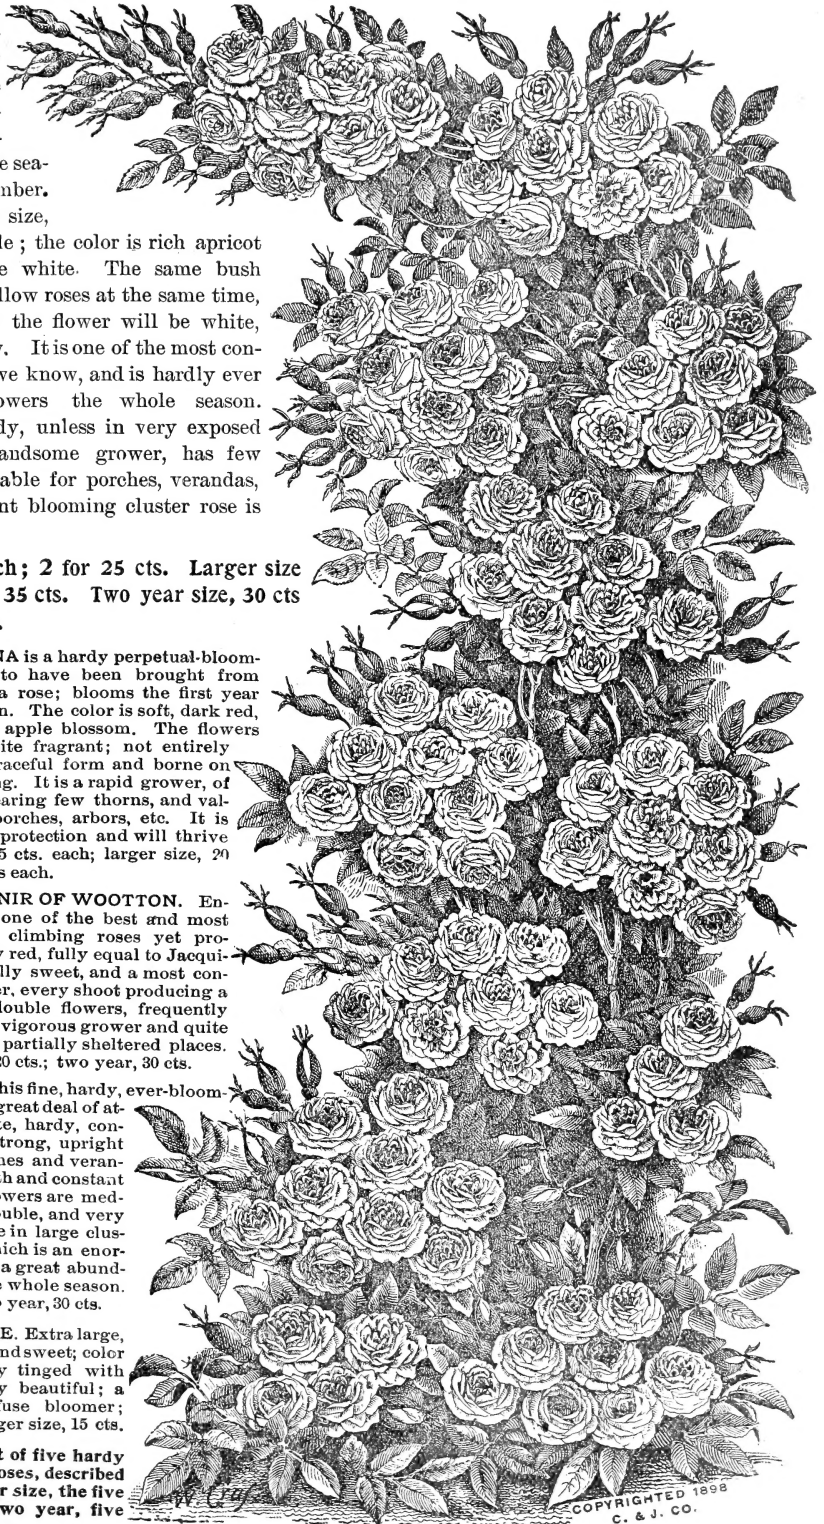 e sea-
nber.
size,
le ; the color is rich apricot
e white. The same bush
llow roses at the same time,
the flower will be white,
y. It is one of the most con-
we know, and is hardly ever
owers the whole season.
dy, unless in very exposed
andsome grower, has few
able for porches, verandas,
nt blooming cluster rose is
ch; 2 for 25 cts. Larger size
35 cts. Two year size, 30 cts
.
NA is a hardy perpetual-bloom-
to have been brought from
a rose; blooms the first year
n. The color is soft, dark red,
apple blossom. The flowers
ite fragrant; not entirely
raceful form and borne on
ng. It is a rapid grower, of
earing few thorns, and val-
porches, arbors, etc. It is
protection and will thrive
5 cts. each; larger size, 20
s each.
NIR OF WOOTTON. En-
one of the best and most
climbing roses yet pro-
y red, fully equal to Jacqui-
lly sweet, and a most con-
er, every shoot producing a
double flowers, frequently
vigorous grower and quite
partially sheltered places.
20 cts.; two year, 30 cts.
his fine, hardy, ever-bloom-
great deal of at-
te, hardy, con-
trong, upright
hes and veran-
h and constant
owers are med-
uble, and very
e in large clus-
hich is an enor-
a great abund-
e whole season.
year, 30 cts.
E. Extra large,
nd sweet; color
y tinged with
y beautiful; a
fuse bloomer;
ger size, 15 cts.
t of five hardy
oses, described
r size, the five
two year, five
COPYRIGHTED 1898
C. & J. CO.